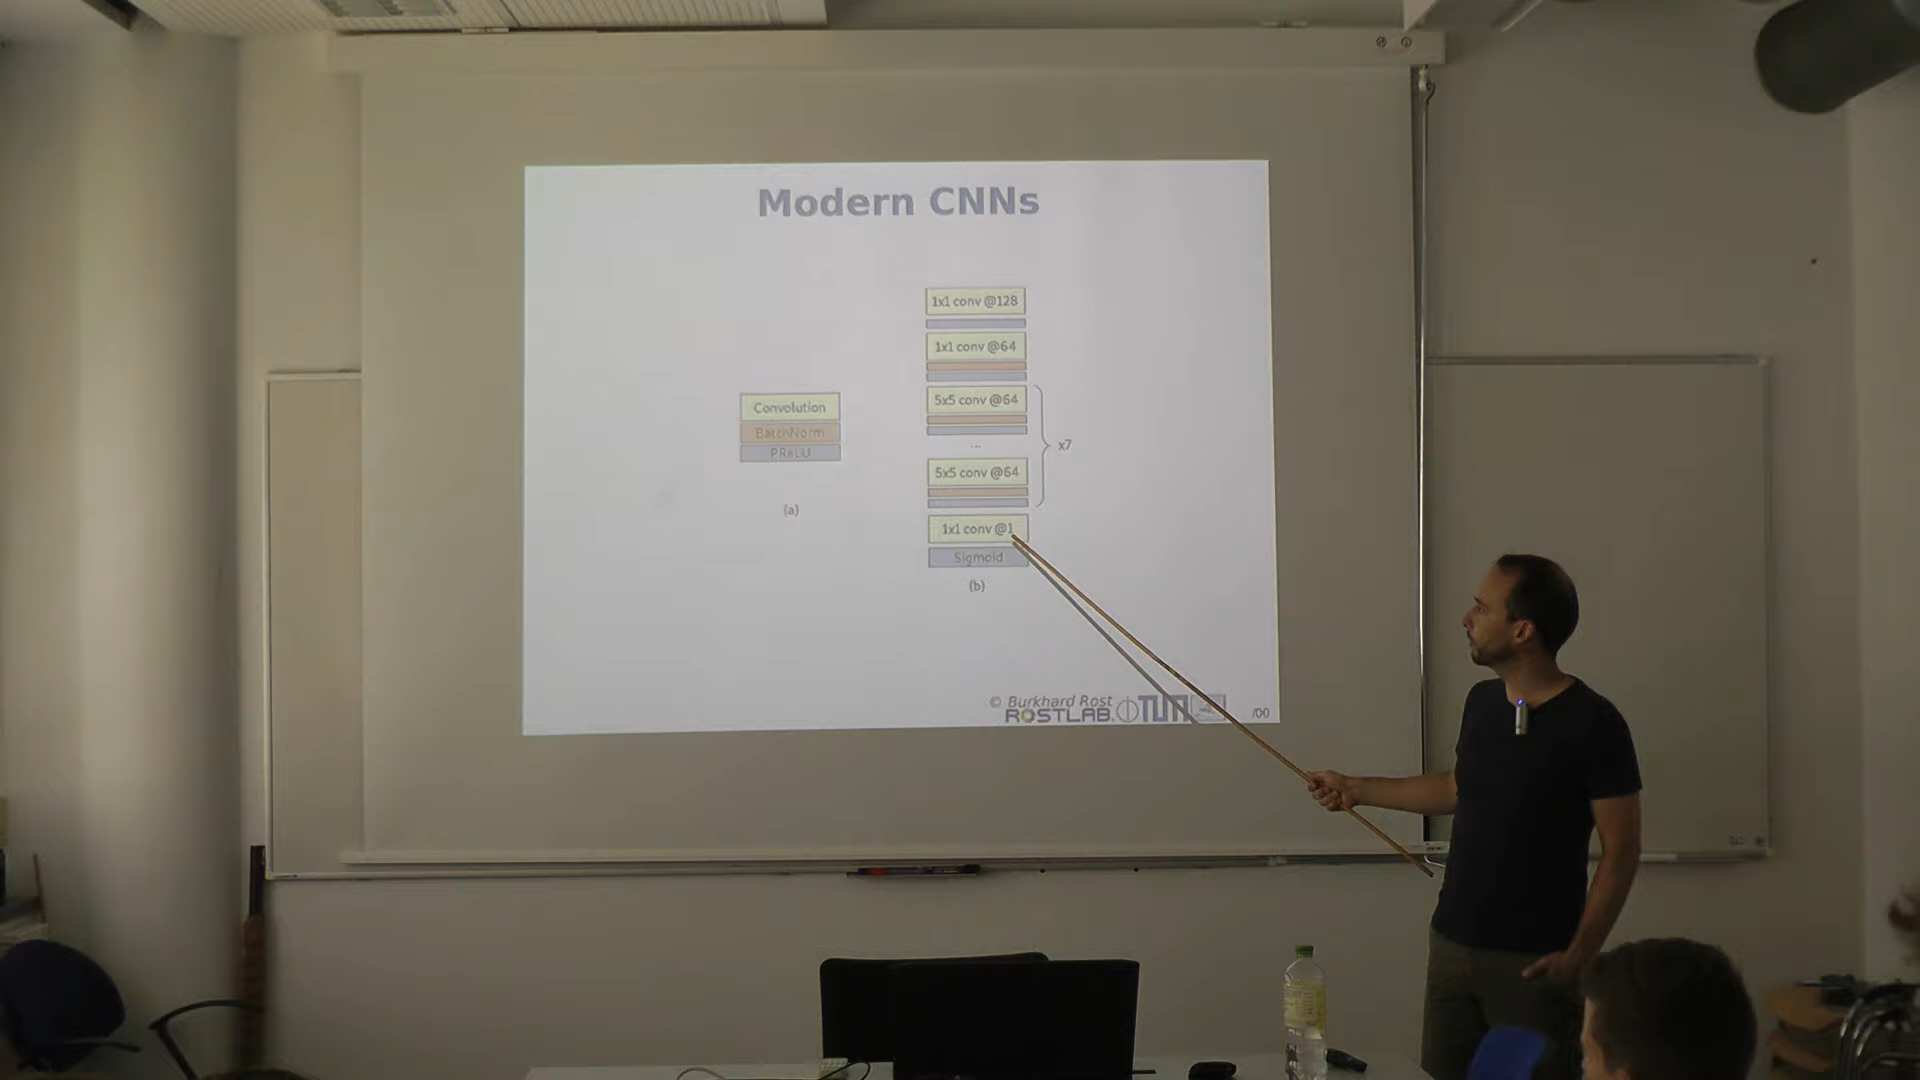 Modern CNNs
Convolution
BatchNorm
PReLU
(a)
1x1 conv @128
1x1 conv @64
5x5 conv @64
...
x7
5x5 conv @64
1x1 conv @1
Sigmoid
(b)
© Burkhard Rost
ROSTLAB.
TUM
/00